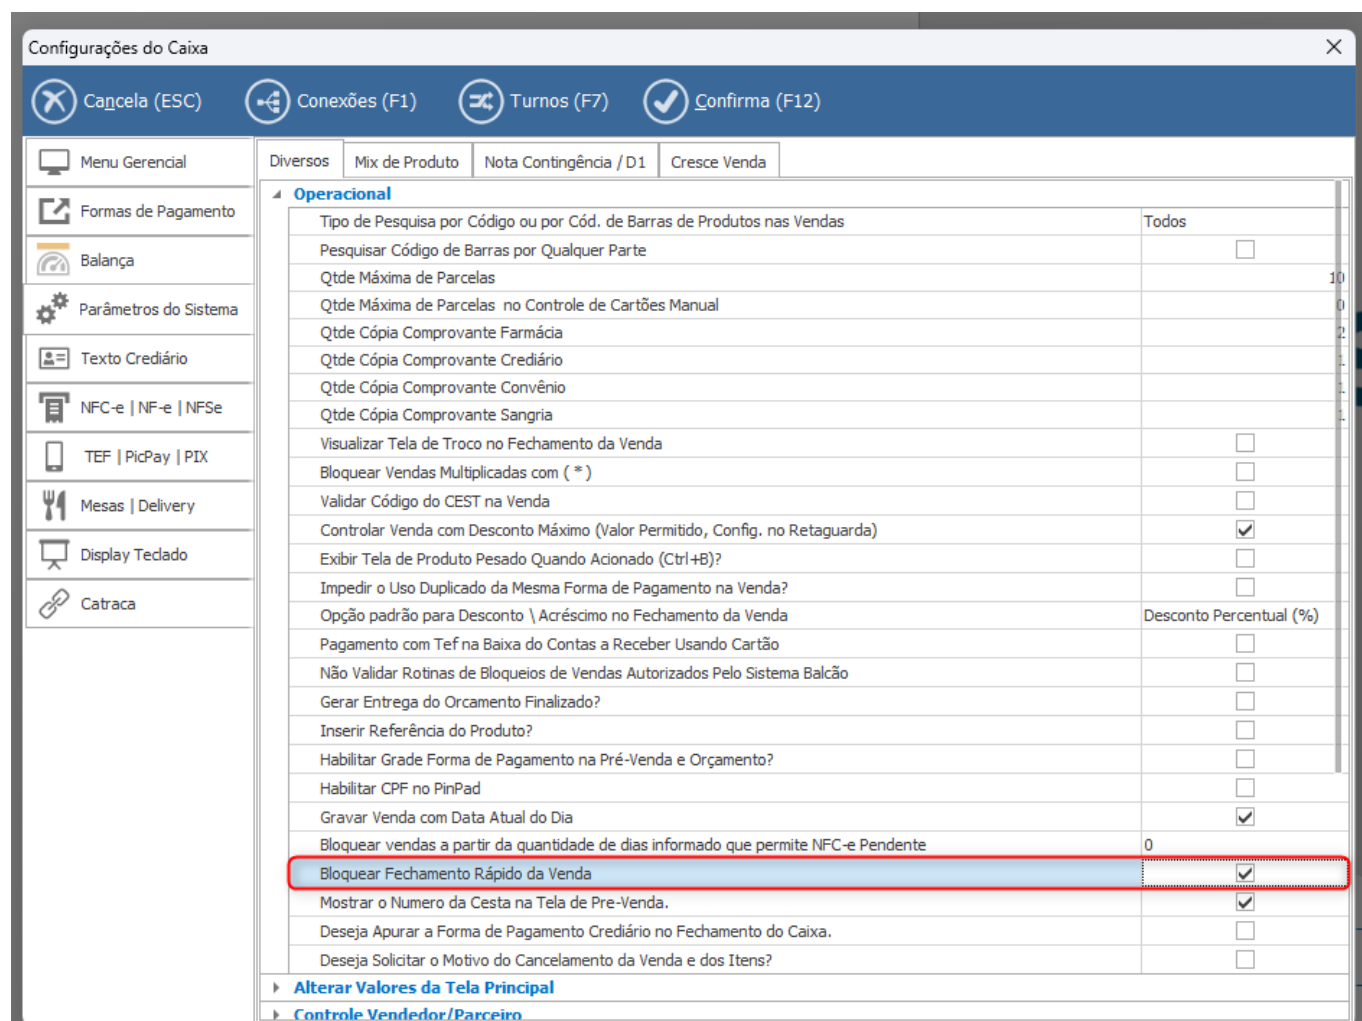 Configurações do Caixa
Cancela (ESC) Conexões (F1) Turnos (F7) Confirma (F12)
Menu Gerencial
Formas de Pagamento
Balança
Parâmetros do Sistema
Texto Crediário
NFC-e | NF-e | NFSe
TEF | PicPay | PIX
Mesas | Delivery
Display Teclado
Catraca
Diversos Mix de Produto Nota Contingência / D1 Cresce Venda
Operacional
Tipo de Pesquisa por Código ou por Cód. de Barras de Produtos nas Vendas Todos
Pesquisar Código de Barras por Qualquer Parte
Qtde Máxima de Parcelas 10
Qtde Máxima de Parcelas no Controle de Cartões Manual 0
Qtde Cópia Comprovante Farmácia 2
Qtde Cópia Comprovante Crediário 1
Qtde Cópia Comprovante Convênio 1
Qtde Cópia Comprovante Sangria 1
Visualizar Tela de Troco no Fechamento da Venda
Bloquear Vendas Multiplicadas com ( * )
Validar Código do CEST na Venda
Controlar Venda com Desconto Máximo (Valor Permitido, Config. no Retaguarda)
Exibir Tela de Produto Pesado Quando Acionado (Ctrl+B)?
Impedir o Uso Duplicado da Mesma Forma de Pagamento na Venda?
Opção padrão para Desconto \ Acréscimo no Fechamento da Venda Desconto Percentual (%)
Pagamento com Tef na Baixa do Contas a Receber Usando Cartão
Não Validar Rotinas de Bloqueios de Vendas Autorizados Pelo Sistema Balcão
Gerar Entrega do Orcamento Finalizado?
Inserir Referência do Produto?
Habilitar Grade Forma de Pagamento na Pré-Venda e Orçamento?
Habilitar CPF no PinPad
Gravar Venda com Data Atual do Dia
Bloquear vendas a partir da quantidade de dias informado que permite NFC-e Pendente 0
Bloquear Fechamento Rápido da Venda
Mostrar o Numero da Cesta na Tela de Pre-Venda.
Deseja Apurar a Forma de Pagamento Crediário no Fechamento do Caixa.
Deseja Solicitar o Motivo do Cancelamento da Venda e dos Itens?
Alterar Valores da Tela Principal
Controle Vendedor/Parceiro